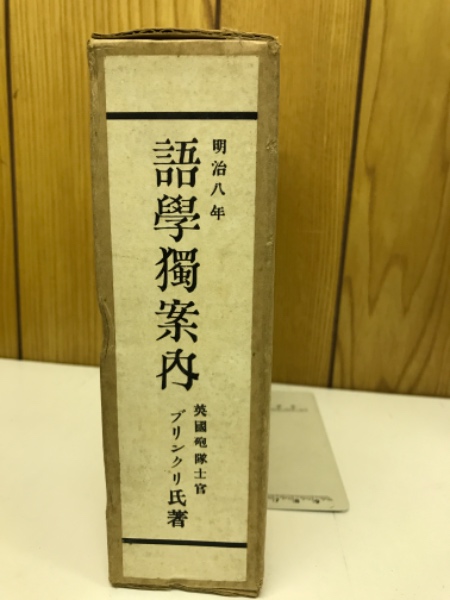 明治八年
語學獨案内
英國砲隊士官
ブリンクリ氏著